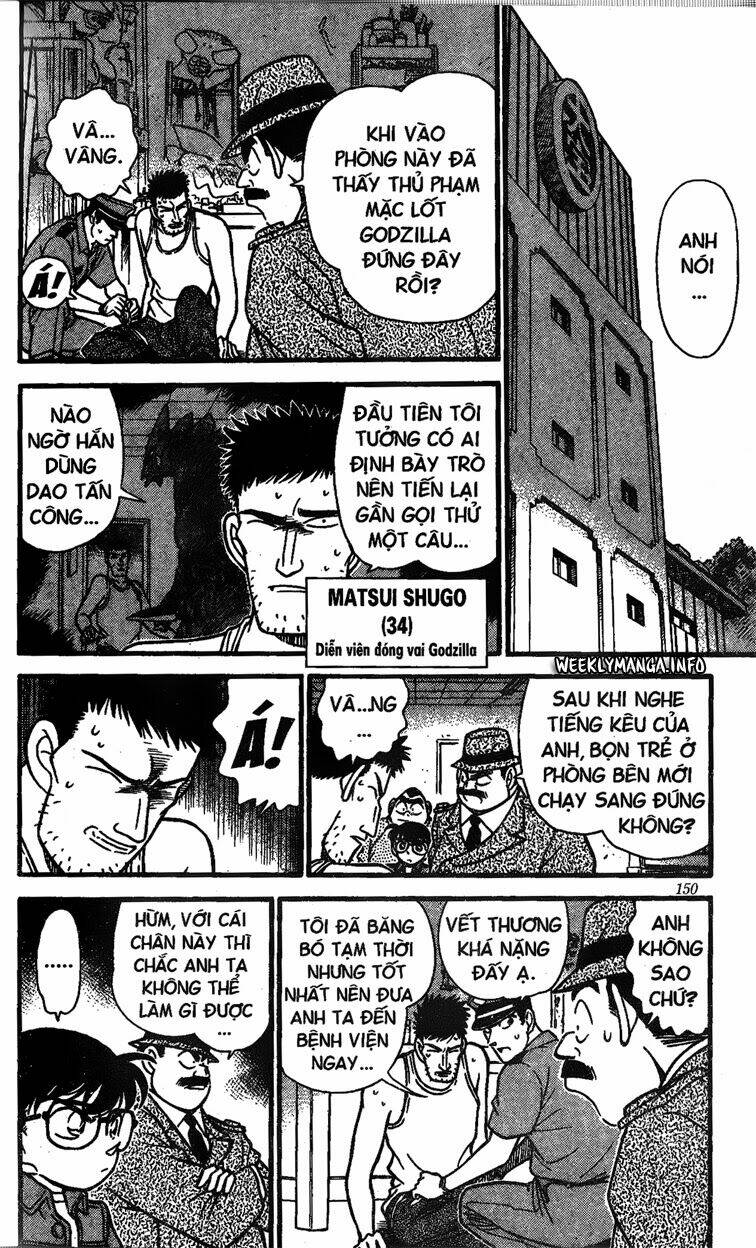 ANH
NÓI
...
KHI VÀO
PHÒNG NÀY ĐÃ
THẤY THỦ PHẠM
MẶC LỐT
GODZILLA
ĐỨNG ĐÂY
RỒI?
VÂ...
VÂNG.
Á!
ĐẦU TIÊN TÔI
TƯỞNG CÓ AI
ĐỊNH BÀY TRÒ
NÊN TIẾN LẠI
GẦN GỌI THỬ
MỘT CÂU...
NÀO
NGỜ HẮN
DÙNG
DAO TẤN
CÔNG...
MATSUI SHUGO
(34)
Diễn viên đóng vai Godzilla
WEEKLYMANGA.INFO
SAU KHI NGHE
TIẾNG KÊU CỦA
ANH, BỌN TRẺ Ở
PHÒNG BÊN MỚI
CHẠY SANG ĐÚNG
KHÔNG?
VÂ..NG
...
Á!
150
ANH
KHÔNG
SAO
CHỨ?
VẾT THƯƠNG
KHÁ NẶNG
ĐẤY Ạ.
TÔI ĐÃ BĂNG
BÓ TẠM THỜI
NHƯNG TỐT
NHẤT NÊN ĐƯA
ANH TA ĐẾN
BỆNH VIỆN
NGAY...
HỪM, VỚI CÁI
CHÂN NÀY THÌ
CHẮC ANH TA
KHÔNG THỂ
LÀM GÌ ĐƯỢC
...
.....